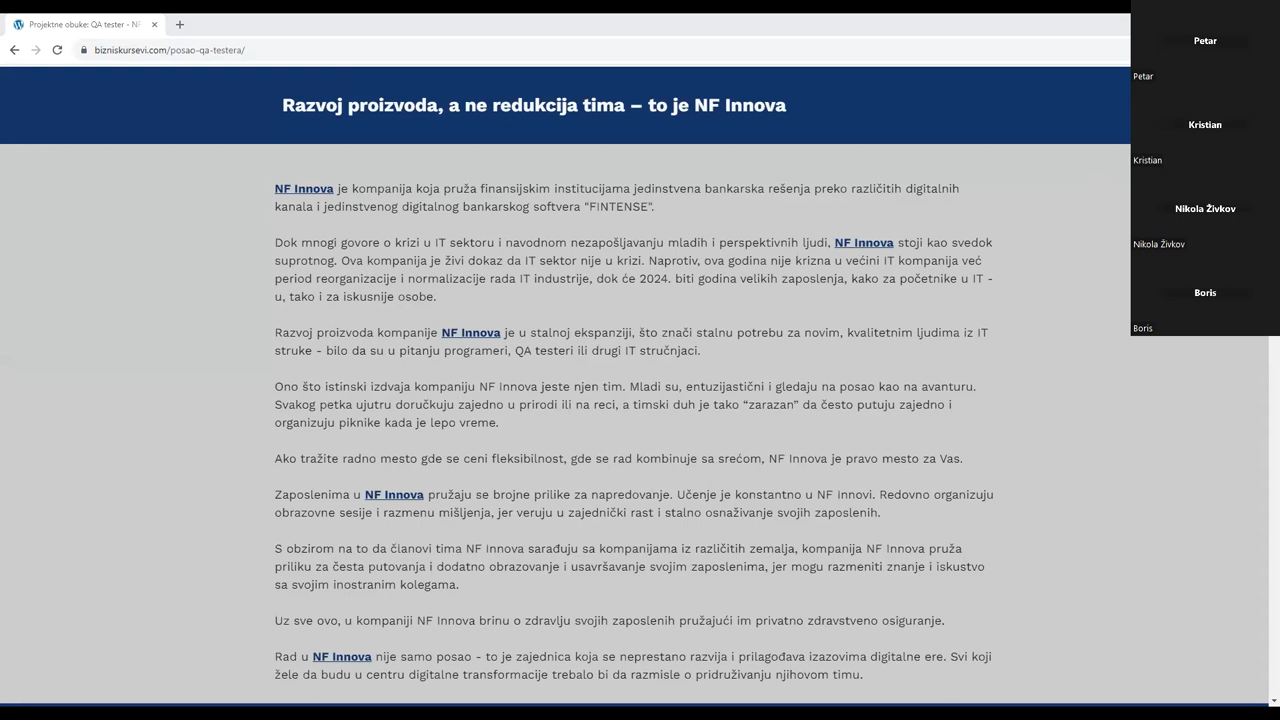 Projektne obuke: QA tester - NF
bizniskursevi.com/posao-qa-testera/
Razvoj proizvoda, a ne redukcija tima – to je NF Innova
NF Innova je kompanija koja pruža finansijskim institucijama jedinstvena bankarska rešenja preko različitih digitalnih
kanala i jedinstvenog digitalnog bankarskog softvera "FINTENSE".
Dok mnogi govore o krizi u IT sektoru i navodnom nezapošljavanju mladih i perspektivnih ljudi, NF Innova stoji kao svedok
suprotnog. Ova kompanija je živi dokaz da IT sektor nije u krizi. Naprotiv, ova godina nije krizna u većini IT kompanija već
period reorganizacije i normalizacije rada IT industrije, dok će 2024. biti godina velikih zaposlenja, kako za početnike u IT -
u, tako i za iskusnije osobe.
Razvoj proizvoda kompanije NF Innova je u stalnoj ekspanziji, što znači stalnu potrebu za novim, kvalitetnim ljudima iz IT
struke - bilo da su u pitanju programeri, QA testeri ili drugi IT stručnjaci.
Ono što istinski izdvaja kompaniju NF Innova jeste njen tim. Mladi su, entuzijastični i gledaju na posao kao na avanturu.
Svakog petka ujutru doručkuju zajedno u prirodi ili na reci, a timski duh je tako “zarazan” da često putuju zajedno i
organizuju piknike kada je lepo vreme.
Ako tražite radno mesto gde se ceni fleksibilnost, gde se rad kombinuje sa srećom, NF Innova je pravo mesto za Vas.
Zaposlenima u NF Innova pružaju se brojne prilike za napredovanje. Učenje je konstantno u NF Innovi. Redovno organizuju
obrazovne sesije i razmenu mišljenja, jer veruju u zajednički rast i stalno osnaživanje svojih zaposlenih.
S obzirom na to da članovi tima NF Innova sarađuju sa kompanijama iz različitih zemalja, kompanija NF Innova pruža
priliku za česta putovanja i dodatno obrazovanje i usavršavanje svojim zaposlenima, jer mogu razmeniti znanje i iskustvo
sa svojim inostranim kolegama.
Uz sve ovo, u kompaniji NF Innova brinu o zdravlju svojih zaposlenih pružajući im privatno zdravstveno osiguranje.
Rad u NF Innova nije samo posao - to je zajednica koja se neprestano razvija i prilagođava izazovima digitalne ere. Svi koji
žele da budu u centru digitalne transformacije trebalo bi da razmisle o pridruživanju njihovom timu.
Petar
Petar
Kristian
Kristian
Nikola Živkov
Nikola Živkov
Boris
Boris